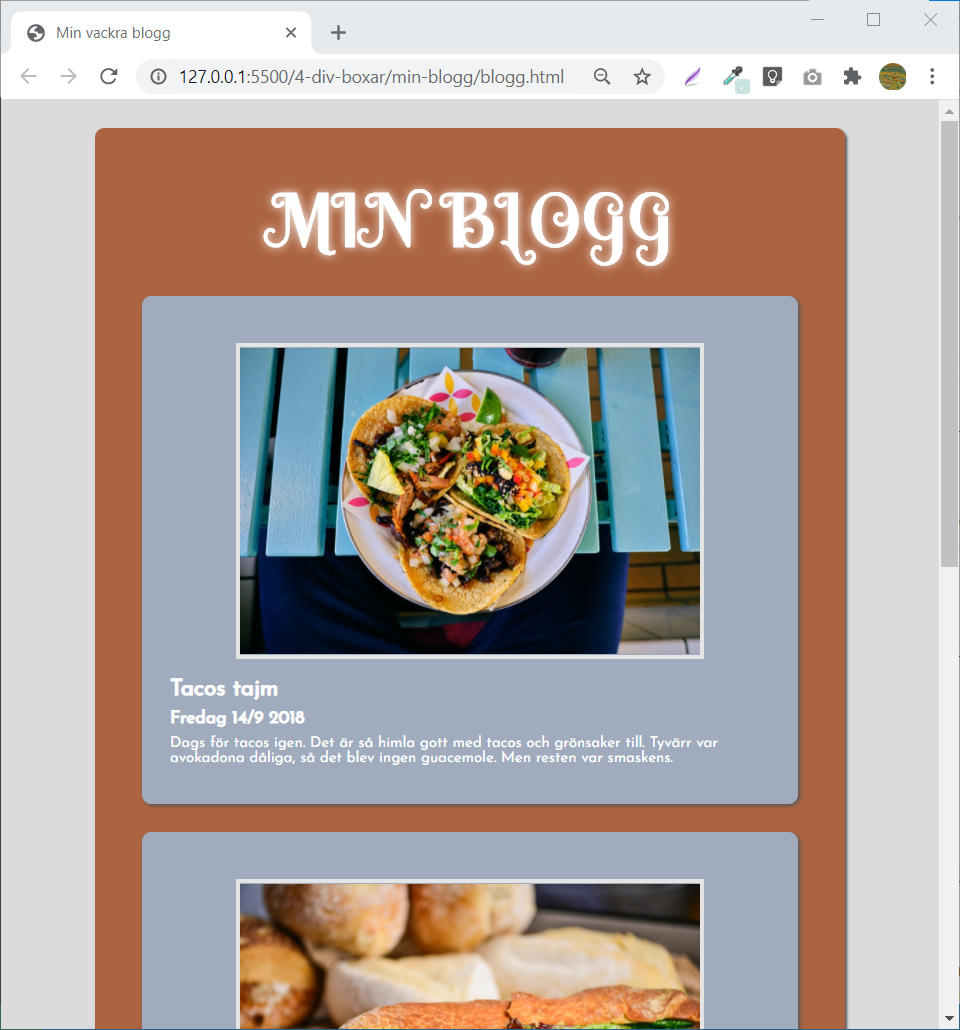 Min vackra blogg
127.0.0.1:5500/4-div-boxar/min-blogg/blogg.html
MIN BLOGG
Tacos tajm
Fredag 14/9 2018
Dags för tacos igen. Det är så himla gott med tacos och grönsaker till. Tyvärr var
avokadona dåliga, så det blev ingen guacemole. Men resten var smaskens.